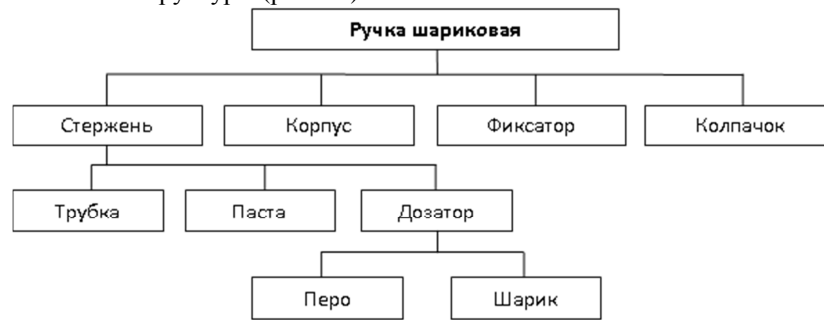 Ручка шариковая
Стержень Корпус Фиксатор Колпачок
Трубка Паста Дозатор
Перо Шарик